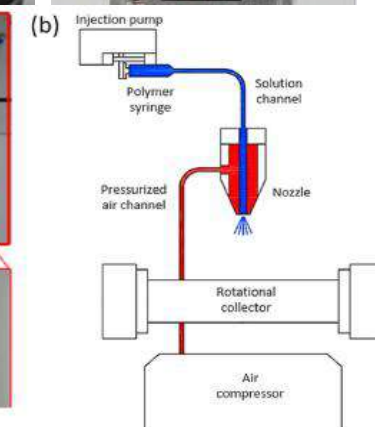 (b)
Injection pump
Polymer
syringe
Solution
channel
Pressurized
air channel
Nozzle
Rotational
collector
Air
compressor